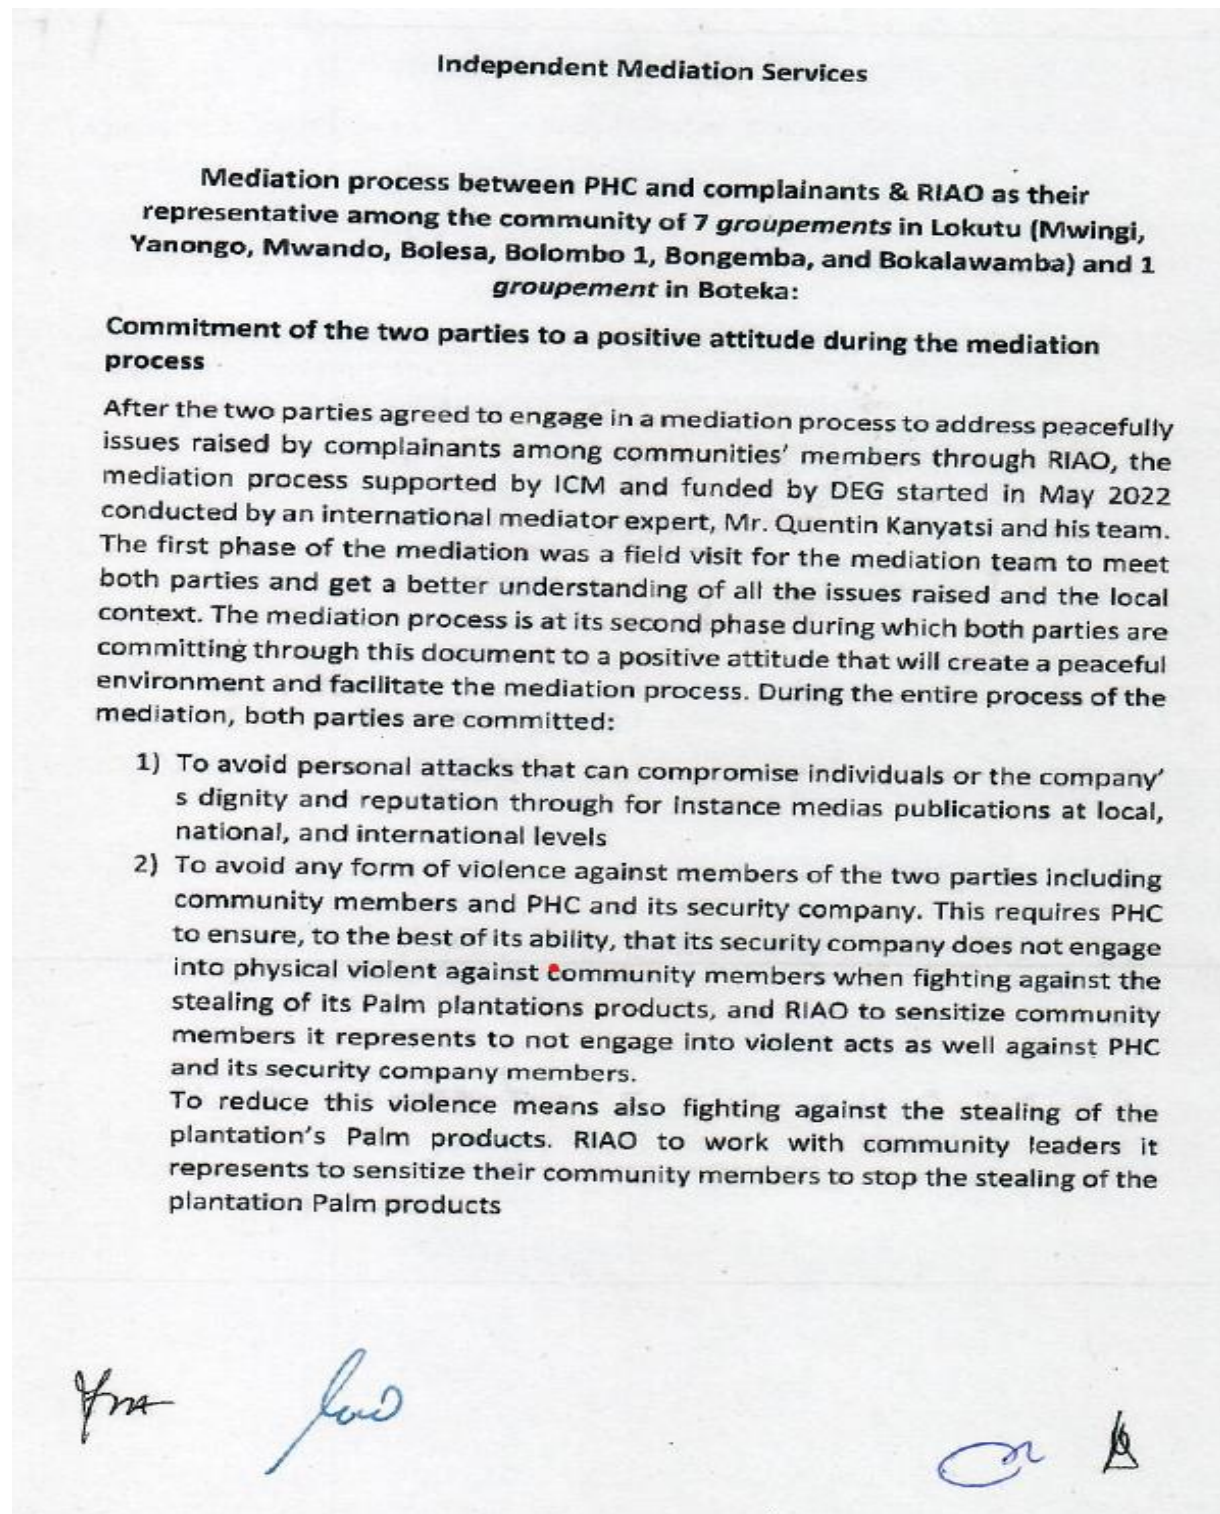 Independent Mediation Services
Mediation process between PHC and complainants & RIAO as their
representative among the community of 7 groupements in Lokutu (Mwingi,
Yanongo, Mwando, Bolesa, Bolombo 1, Bongemba, and Bokalawamba) and 1
groupement in Boteka:
Commitment of the two parties to a positive attitude during the mediation
process
After the two parties agreed to engage in a mediation process to address peacefully
issues raised by complainants among communities' members through RIAO, the
mediation process supported by ICM and funded by DEG started in May 2022
conducted by an international mediator expert, Mr. Quentin Kanyatsi and his team.
The first phase of the mediation was a field visit for the mediation team to meet
both parties and get a better understanding of all the issues raised and the local
context. The mediation process is at its second phase during which both parties are
committing through this document to a positive attitude that will create a peaceful
environment and facilitate the mediation process. During the entire process of the
mediation, both parties are committed:
1) To avoid personal attacks that can compromise individuals or the company'
s dignity and reputation through for instance medias publications at local,
national, and international levels
2) To avoid any form of violence against members of the two parties including
community members and PHC and its security company. This requires PHC
to ensure, to the best of its ability, that its security company does not engage
into physical violent against community members when fighting against the
stealing of its Palm plantations products, and RIAO to sensitize community
members it represents to not engage into violent acts as well against PHC
and its security company members.
To reduce this violence means also fighting against the stealing of the
plantation's Palm products. RIAO to work with community leaders it
represents to sensitize their community members to stop the stealing of the
plantation Palm products